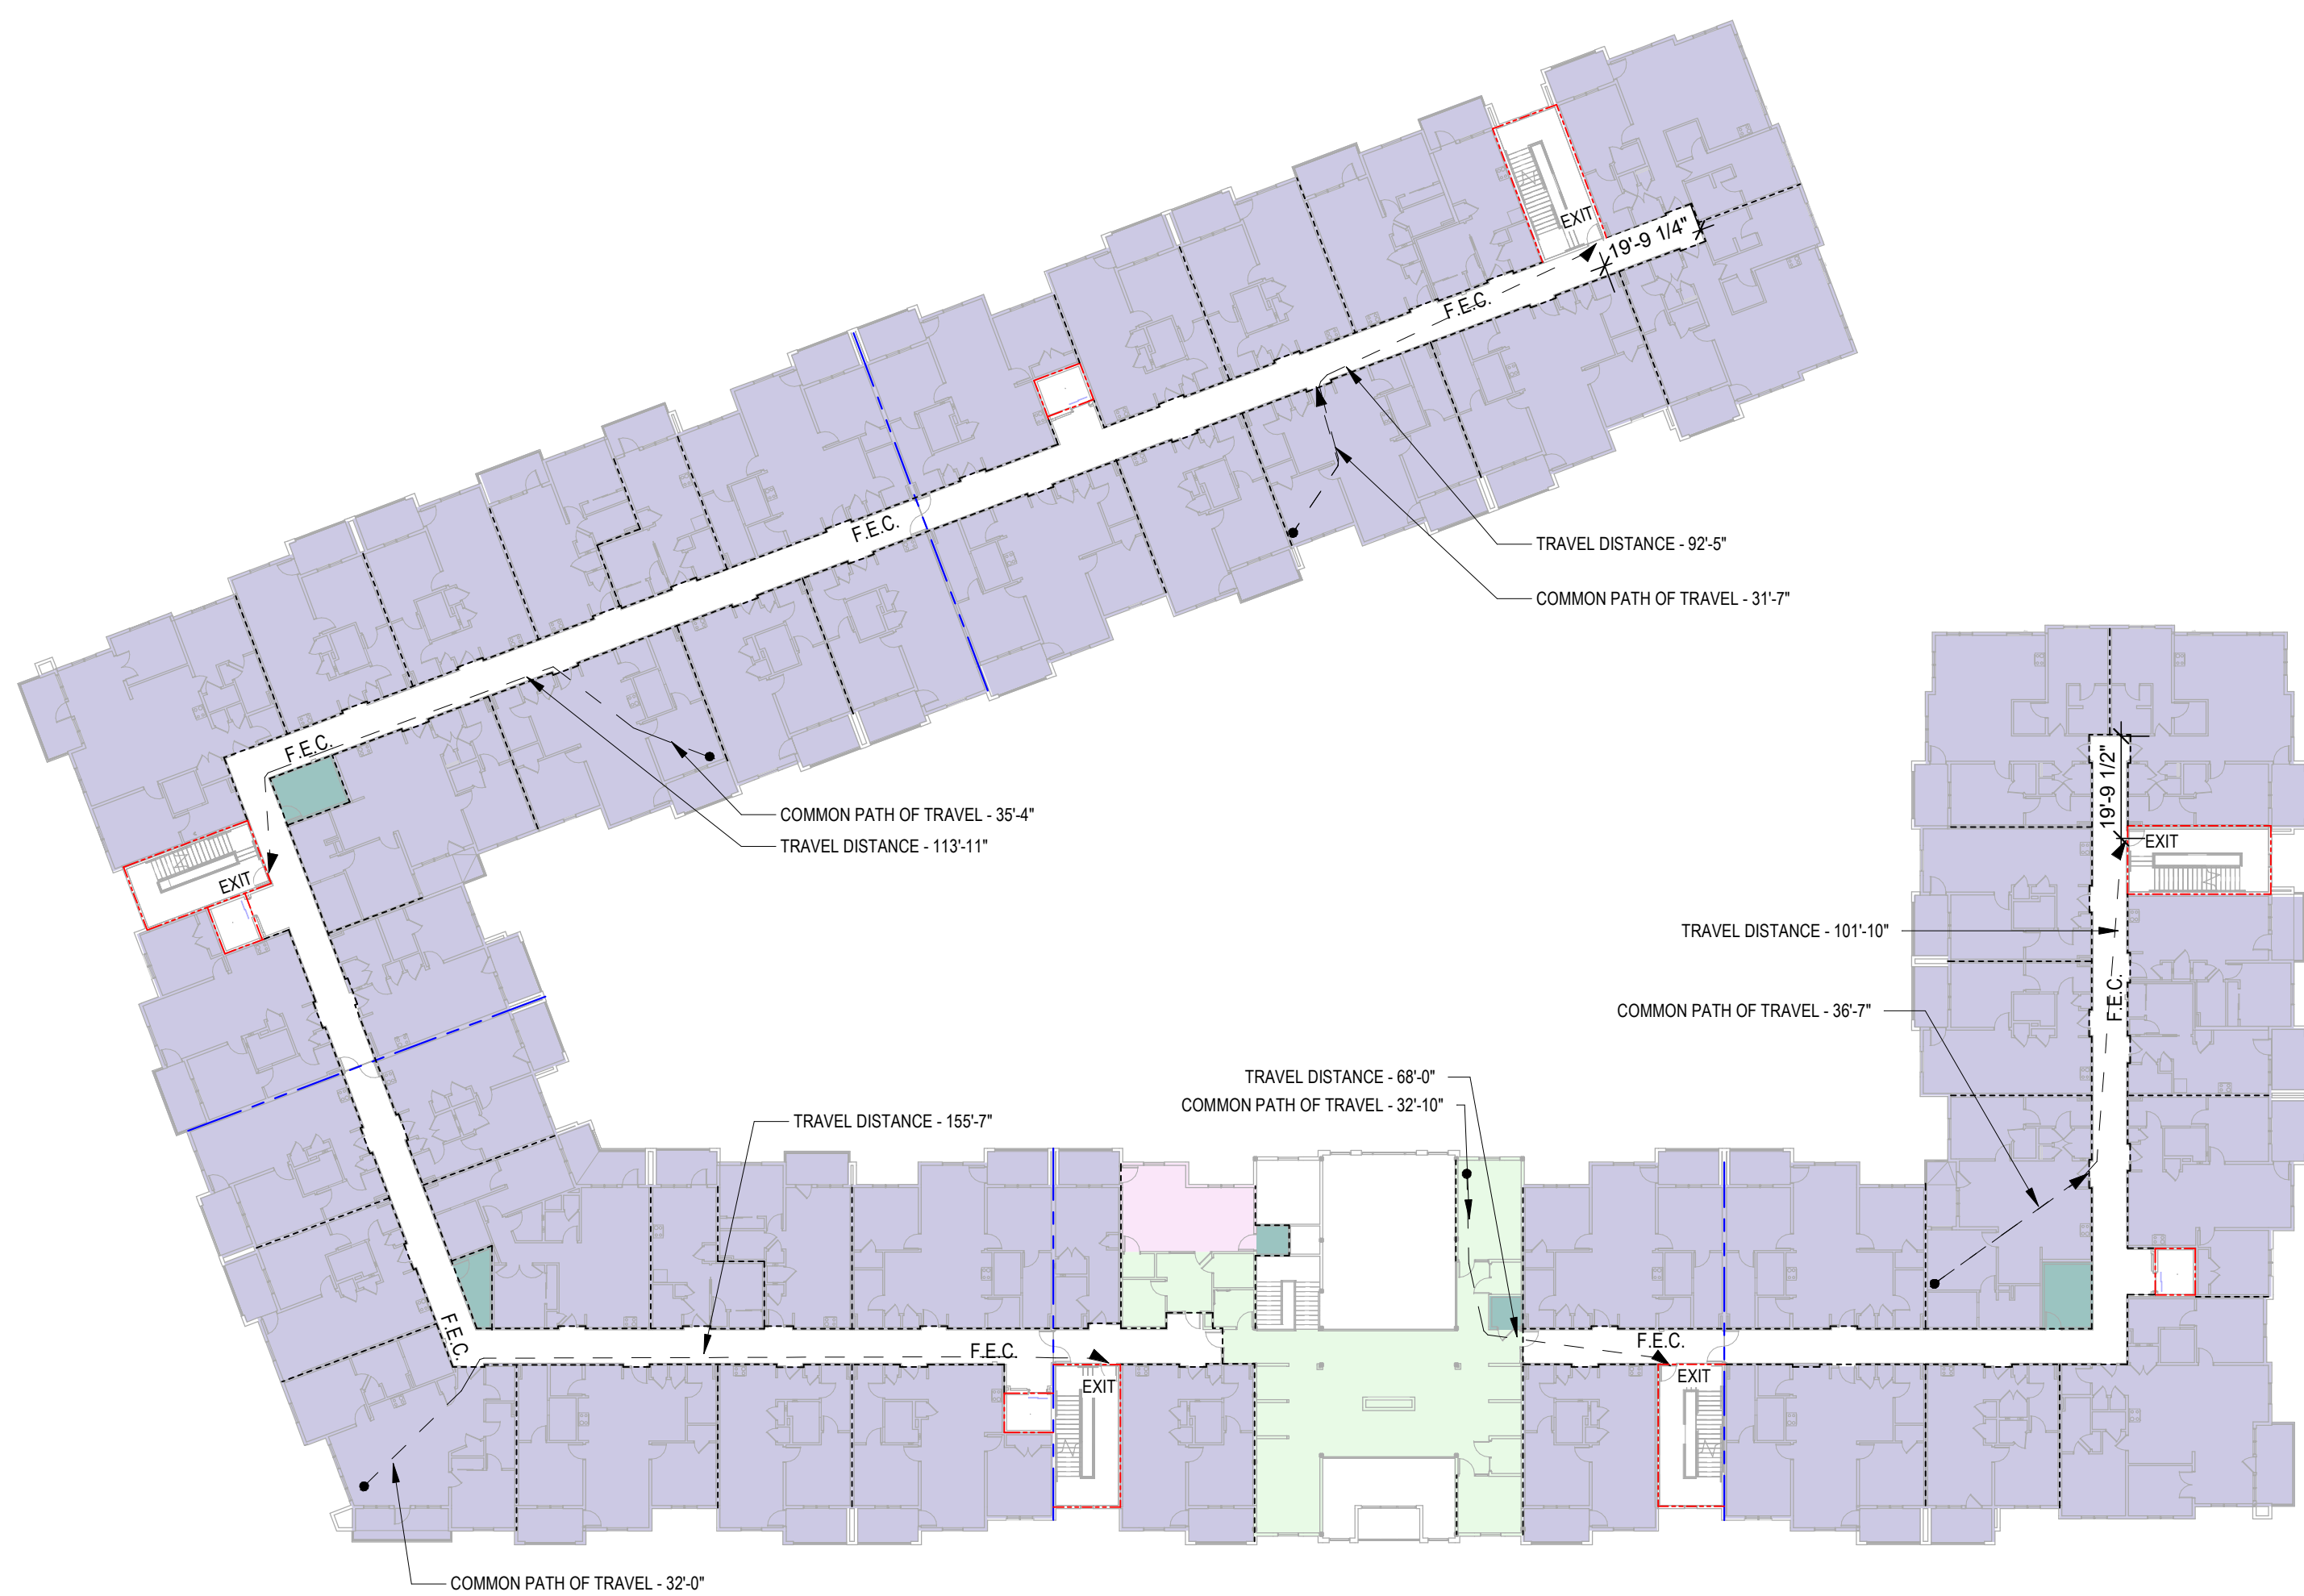 EXIT
19'-9 1/4"
F.E.C.
F.E.C.
TRAVEL DISTANCE - 92'-5"
COMMON PATH OF TRAVEL - 31'-7"
F.E.C.
COMMON PATH OF TRAVEL - 35'-4"
TRAVEL DISTANCE - 113'-11"
19'-9 1/2"
EXIT
EXIT
TRAVEL DISTANCE - 101'-10"
F.E.C.
COMMON PATH OF TRAVEL - 36'-7"
TRAVEL DISTANCE - 68'-0"
COMMON PATH OF TRAVEL - 32'-10"
TRAVEL DISTANCE - 155'-7"
F.E.C.
F.E.C.
F.E.C.
EXIT
EXIT
COMMON PATH OF TRAVEL - 32'-0"